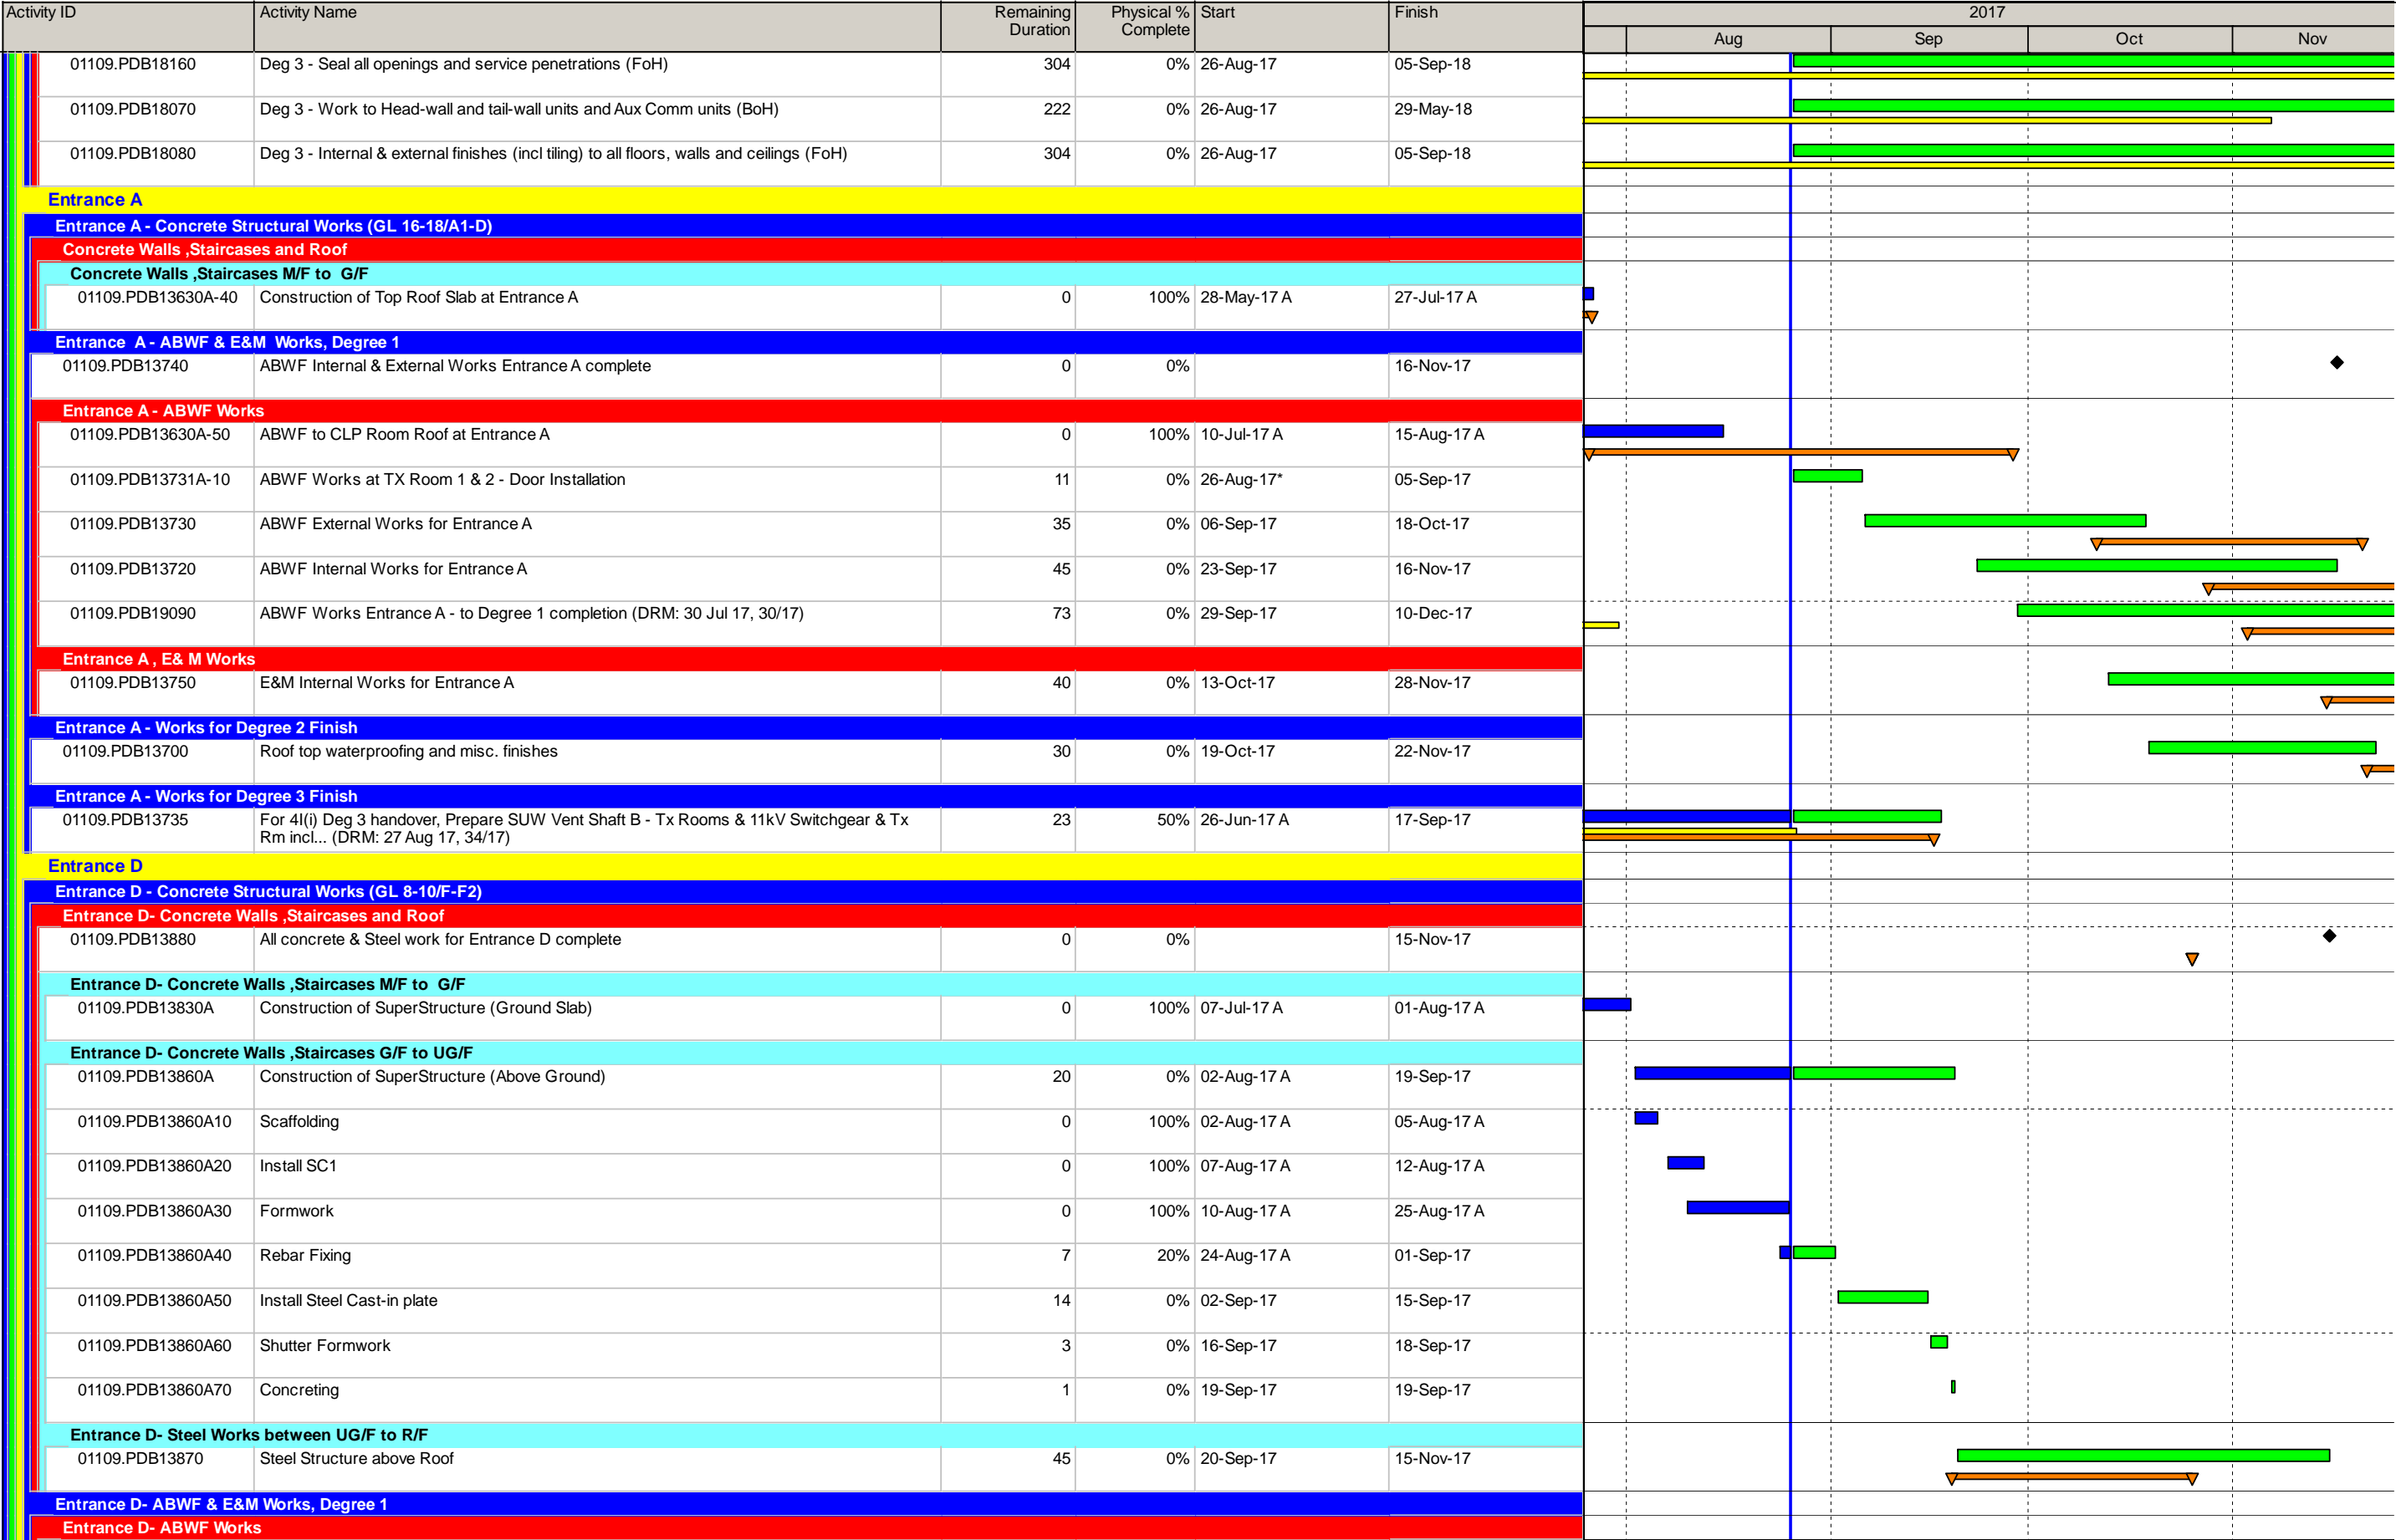 Activity ID Activity Name Remaining Duration Physical % Complete Start Finish 2017
Aug Sep Oct Nov
01109.PDB18160 Deg 3 - Seal all openings and service penetrations (FoH) 304 0% 26-Aug-17 05-Sep-18
01109.PDB18070 Deg 3 - Work to Head-wall and tail-wall units and Aux Comm units (BoH) 222 0% 26-Aug-17 29-May-18
01109.PDB18080 Deg 3 - Internal & external finishes (incl tiling) to all floors, walls and ceilings (FoH) 304 0% 26-Aug-17 05-Sep-18
Entrance A
Entrance A - Concrete Structural Works (GL 16-18/A1-D)
Concrete Walls ,Staircases and Roof
Concrete Walls ,Staircases M/F to G/F
01109.PDB13630A-40 Construction of Top Roof Slab at Entrance A 0 100% 28-May-17 A 27-Jul-17 A
Entrance A - ABWF & E&M Works, Degree 1
01109.PDB13740 ABWF Internal & External Works Entrance A complete 0 0% 16-Nov-17
Entrance A - ABWF Works
01109.PDB13630A-50 ABWF to CLP Room Roof at Entrance A 0 100% 10-Jul-17 A 15-Aug-17 A
01109.PDB13731A-10 ABWF Works at TX Room 1 & 2 - Door Installation 11 0% 26-Aug-17* 05-Sep-17
01109.PDB13730 ABWF External Works for Entrance A 35 0% 06-Sep-17 18-Oct-17
01109.PDB13720 ABWF Internal Works for Entrance A 45 0% 23-Sep-17 16-Nov-17
01109.PDB19090 ABWF Works Entrance A - to Degree 1 completion (DRM: 30 Jul 17, 30/17) 73 0% 29-Sep-17 10-Dec-17
Entrance A , E& M Works
01109.PDB13750 E&M Internal Works for Entrance A 40 0% 13-Oct-17 28-Nov-17
Entrance A - Works for Degree 2 Finish
01109.PDB13700 Roof top waterproofing and misc. finishes 30 0% 19-Oct-17 22-Nov-17
Entrance A - Works for Degree 3 Finish
01109.PDB13735 For 4I(i) Deg 3 handover, Prepare SUW Vent Shaft B - Tx Rooms & 11kV Switchgear & Tx 23 50% 26-Jun-17 A 17-Sep-17
Rm incl... (DRM: 27 Aug 17, 34/17)
Entrance D
Entrance D - Concrete Structural Works (GL 8-10/F-F2)
Entrance D- Concrete Walls ,Staircases and Roof
01109.PDB13880 All concrete & Steel work for Entrance D complete 0 0% 15-Nov-17
Entrance D- Concrete Walls ,Staircases M/F to G/F
01109.PDB13830A Construction of SuperStructure (Ground Slab) 0 100% 07-Jul-17 A 01-Aug-17 A
Entrance D- Concrete Walls ,Staircases G/F to UG/F
01109.PDB13860A Construction of SuperStructure (Above Ground) 20 0% 02-Aug-17 A 19-Sep-17
01109.PDB13860A10 Scaffolding 0 100% 02-Aug-17 A 05-Aug-17 A
01109.PDB13860A20 Install SC1 0 100% 07-Aug-17 A 12-Aug-17 A
01109.PDB13860A30 Formwork 0 100% 10-Aug-17 A 25-Aug-17 A
01109.PDB13860A40 Rebar Fixing 7 20% 24-Aug-17 A 01-Sep-17
01109.PDB13860A50 Install Steel Cast-in plate 14 0% 02-Sep-17 15-Sep-17
01109.PDB13860A60 Shutter Formwork 3 0% 16-Sep-17 18-Sep-17
01109.PDB13860A70 Concreting 1 0% 19-Sep-17 19-Sep-17
Entrance D- Steel Works between UG/F to R/F
01109.PDB13870 Steel Structure above Roof 45 0% 20-Sep-17 15-Nov-17
Entrance D- ABWF & E&M Works, Degree 1
Entrance D- ABWF Works